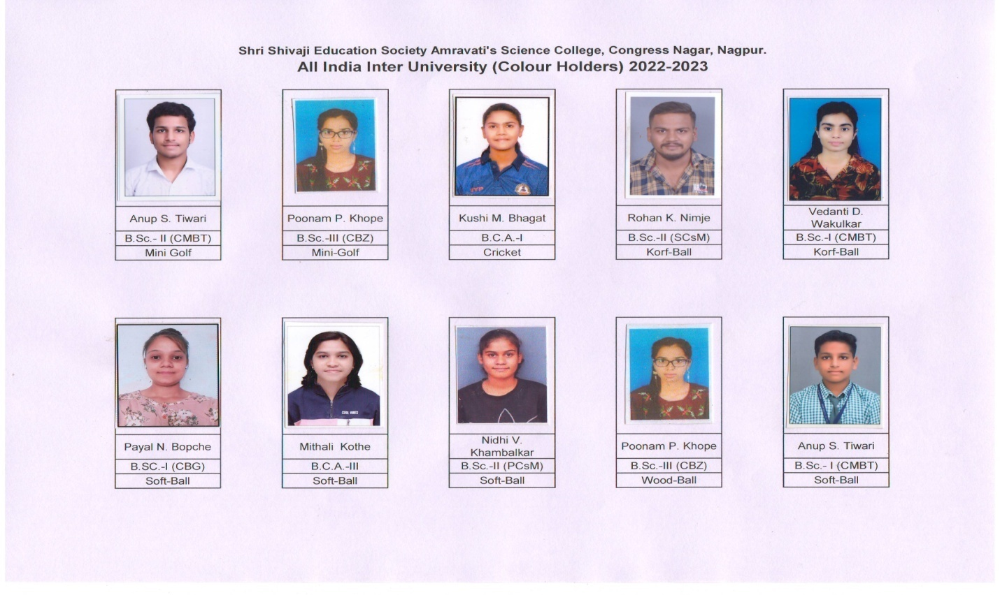 Shri Shivaji Education Society Amravati's Science College, Congress Nagar, Nagpur.
All India Inter University (Colour Holders) 2022-2023
Anup S. Tiwari
B.Sc.- II (CMBT)
Mini Golf
Poonam P. Khope
B.Sc.-III (CBZ)
Mini-Golf
Kushi M. Bhagat
B.C.A.-I
Cricket
Rohan K. Nimje
B.Sc.-II (SCsM)
Korf-Ball
Vedanti D.
Wakulkar
B.Sc.-I (CMBT)
Korf-Ball
Payal N. Bopche
B.SC.-I (CBG)
Soft-Ball
Mithali Kothe
B.C.A.-III
Soft-Ball
Nidhi V.
Khambalkar
B.Sc.-II (PCsM)
Soft-Ball
Poonam P. Khope
B.Sc.-III (CBZ)
Wood-Ball
Anup S. Tiwari
B.Sc.- I (CMBT)
Soft-Ball